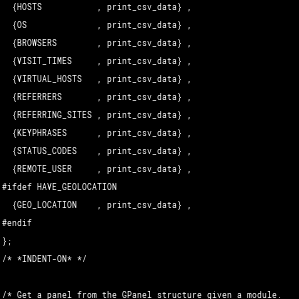 {HOSTS           , print_csv_data} ,
{OS              , print_csv_data} ,
{BROWSERS        , print_csv_data} ,
{VISIT_TIMES     , print_csv_data} ,
{VIRTUAL_HOSTS   , print_csv_data} ,
{REFERRERS       , print_csv_data} ,
{REFERRING_SITES , print_csv_data} ,
{KEYPHRASES      , print_csv_data} ,
{STATUS_CODES    , print_csv_data} ,
{REMOTE_USER     , print_csv_data} ,
#ifdef HAVE_GEOLOCATION
{GEO_LOCATION    , print_csv_data} ,
#endif
};
/* *INDENT-ON* */
/* Get a panel from the GPanel structure given a module.